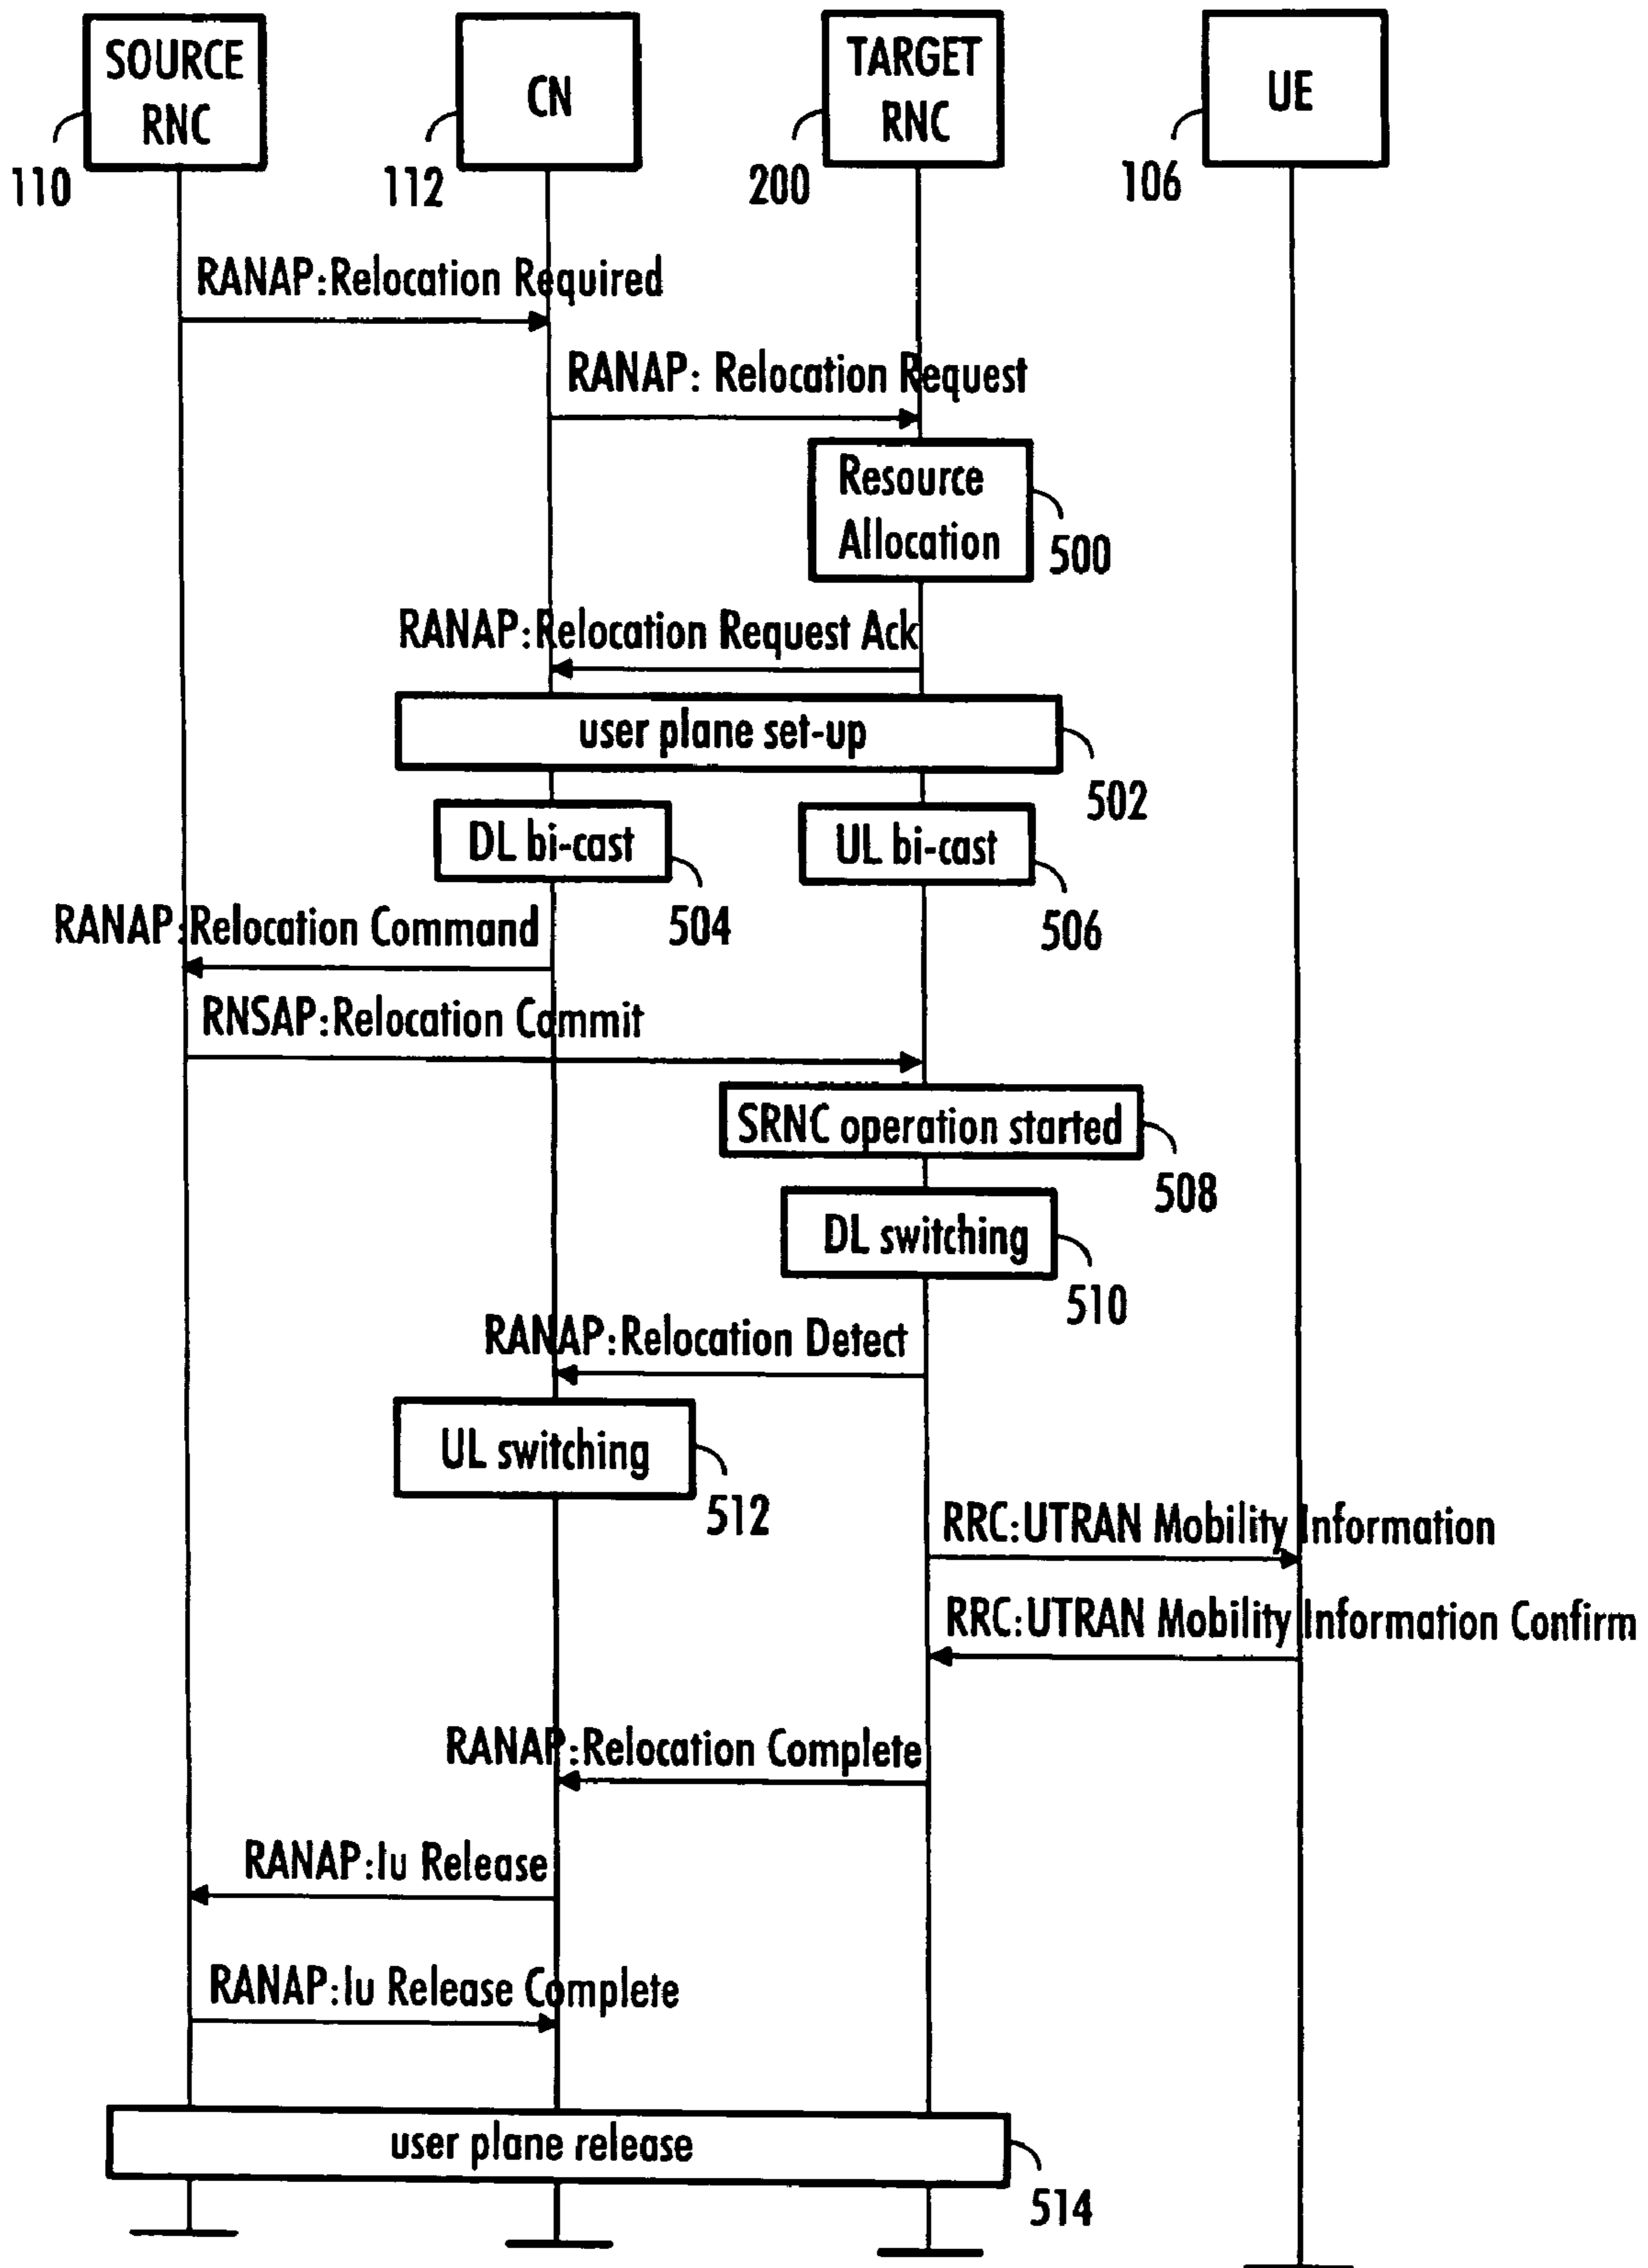 SOURCE
RNC
110
CN
112
TARGET
RNC
200
UE
106
RANAP:Relocation Required
RANAP: Relocation Request
Resource
Allocation
500
RANAP:Relocation Request Ack
user plane set-up
502
DL bi-cast
504
UL bi-cast
506
RANAP:Relocation Command
RNSAP:Relocation Commit
SRNC operation started
508
DL switching
510
RANAP:Relocation Detect
UL switching
512
RRC:UTRAN Mobility Information
RRC:UTRAN Mobility Information Confirm
RANAP:Relocation Complete
RANAP:Iu Release
RANAP:Iu Release Complete
user plane release
514